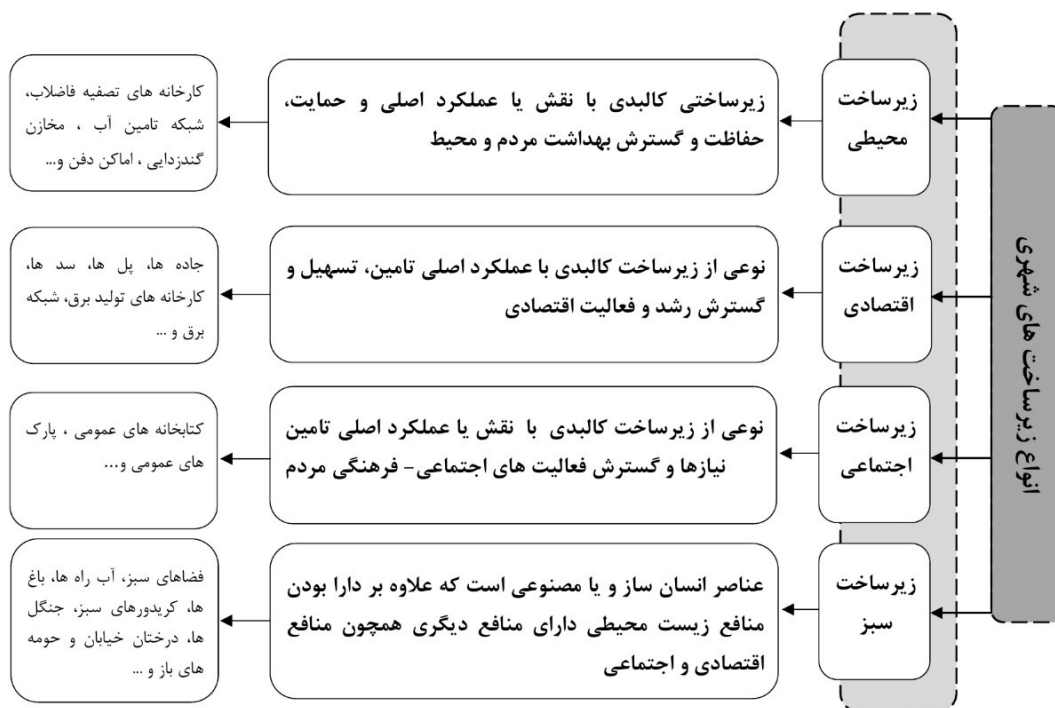 انواع زیرساخت های شهری
زیرساخت
محیطی
زیرساختی کالبدی با نقش یا عملکرد اصلی و حمایت،
حفاظت و گسترش بهداشت مردم و محیط
کارخانه های تصفیه فاضلاب،
شبکه تامین آب ، مخازن
گندزدایی ، اماکن دفن و...
زیرساخت
اقتصادی
نوعی از زیرساخت کالبدی با عملکرد اصلی تامین، تسهیل و
گسترش رشد و فعالیت اقتصادی
جاده ها، پل ها، سد ها،
کارخانه های تولید برق، شبکه
برق و ...
زیرساخت
اجتماعی
نوعی از زیرساخت کالبدی با نقش یا عملکرد اصلی تامین
نیازها و گسترش فعالیت های اجتماعی- فرهنگی مردم
کتابخانه های عمومی ، پارک
های عمومی و...
زیرساخت
سبز
عناصر انسان ساز و یا مصنوعی است که علاوه بر دارا بودن
منافع زیست محیطی دارای منافع دیگری همچون منافع
اقتصادی و اجتماعی
فضاهای سبز، آب راه ها، باغ
ها، کریدورهای سبز، جنگل
ها، درختان خیابان و حومه
های باز و ...